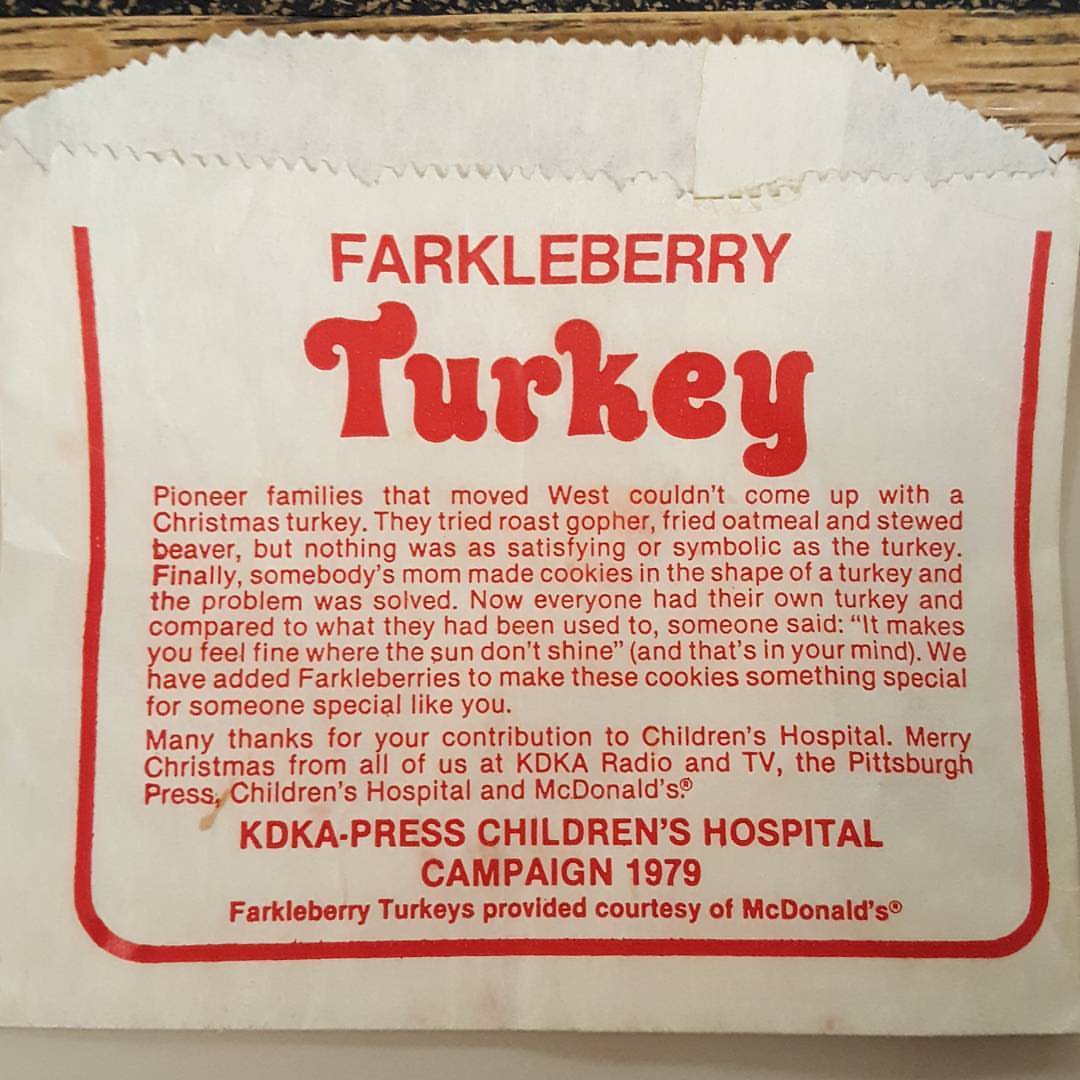 FARKLEBERRY
Turkey
Pioneer families that moved West couldn't come up with a
Christmas turkey. They tried roast gopher, fried oatmeal and stewed
beaver, but nothing was as satisfying or symbolic as the turkey.
Finally, somebody's mom made cookies in the shape of a turkey and
the problem was solved. Now everyone had their own turkey and
compared to what they had been used to, someone said: “It makes
you feel fine where the sun don't shine” (and that's in your mind). We
have added Farkleberries to make these cookies something special
for someone special like you.
Many thanks for your contribution to Children's Hospital. Merry
Christmas from all of us at KDKA Radio and TV, the Pittsburgh
Press, Children's Hospital and McDonald's.®
KDKA-PRESS CHILDREN'S HOSPITAL
CAMPAIGN 1979
Farkleberry Turkeys provided courtesy of McDonald's®